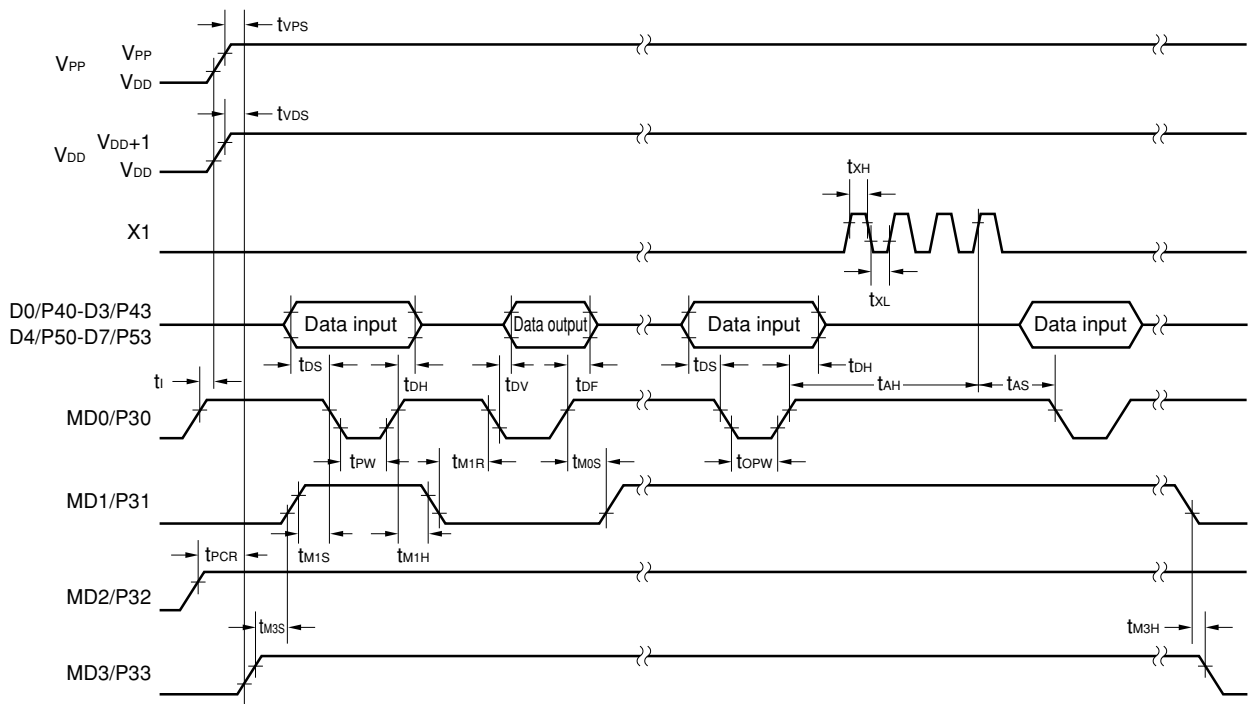 tVPS
VPP
VPP
VDD
tVDS
VDD+1
VDD
VDD
tXH
X1
tXL
D0/P40-D3/P43
D4/P50-D7/P53
Data input
Data output
Data input
Data input
tI
tDS
tDH
tDV
tDF
tDS
tDH
tAH
tAS
MD0/P30
tPW
tM1R
tM0S
tOPW
MD1/P31
tPCR
tM1S
tM1H
MD2/P32
tM3S
tM3H
MD3/P33